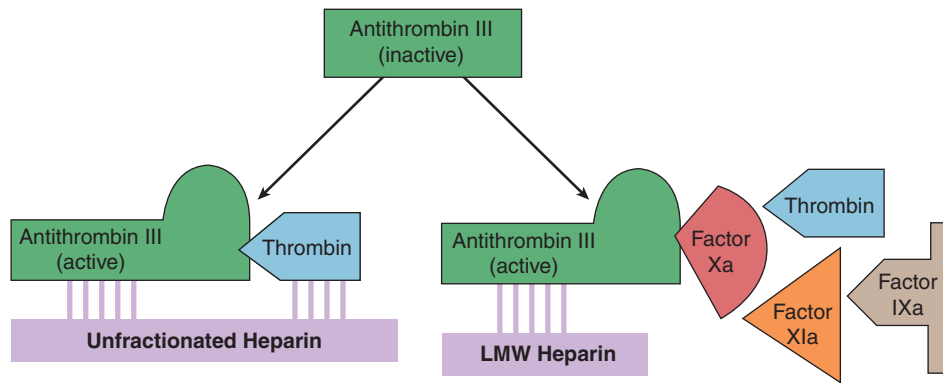 Antithrombin III
(inactive)
Antithrombin III
(active)
Thrombin
Unfractionated Heparin
Antithrombin III
(active)
Factor
Xa
Thrombin
Factor
XIa
Factor
IXa
LMW Heparin